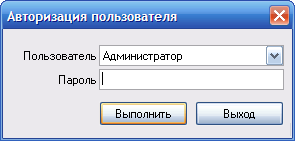 Авторизация пользователя
Пользователь Администратор
Пароль
Выполнить Выход